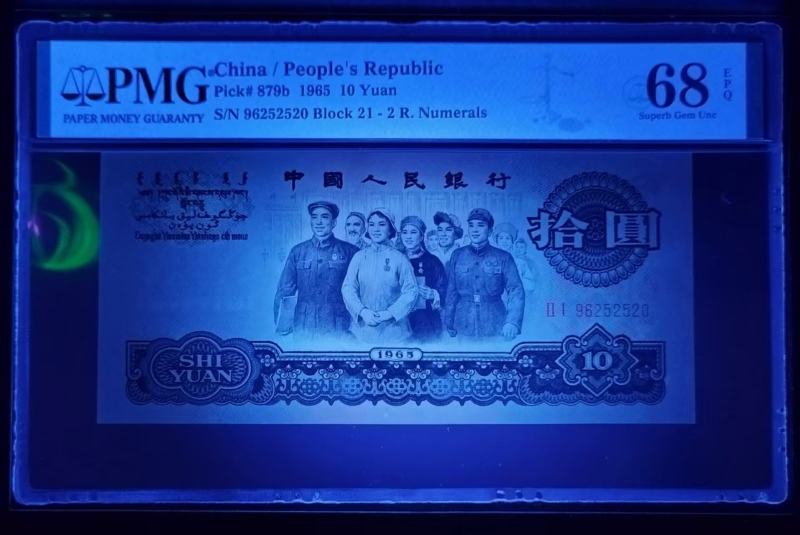 PMG
PAPER MONEY GUARANTY
China / People's Republic
Pick# 879b 1965 10 Yuan
S/N 96252520 Block 21 - 2 R. Numerals
68
EPQ
Superb Gem Unc
中國人民銀行
拾圓
II I 96252520
1965
SHI
YUAN
10